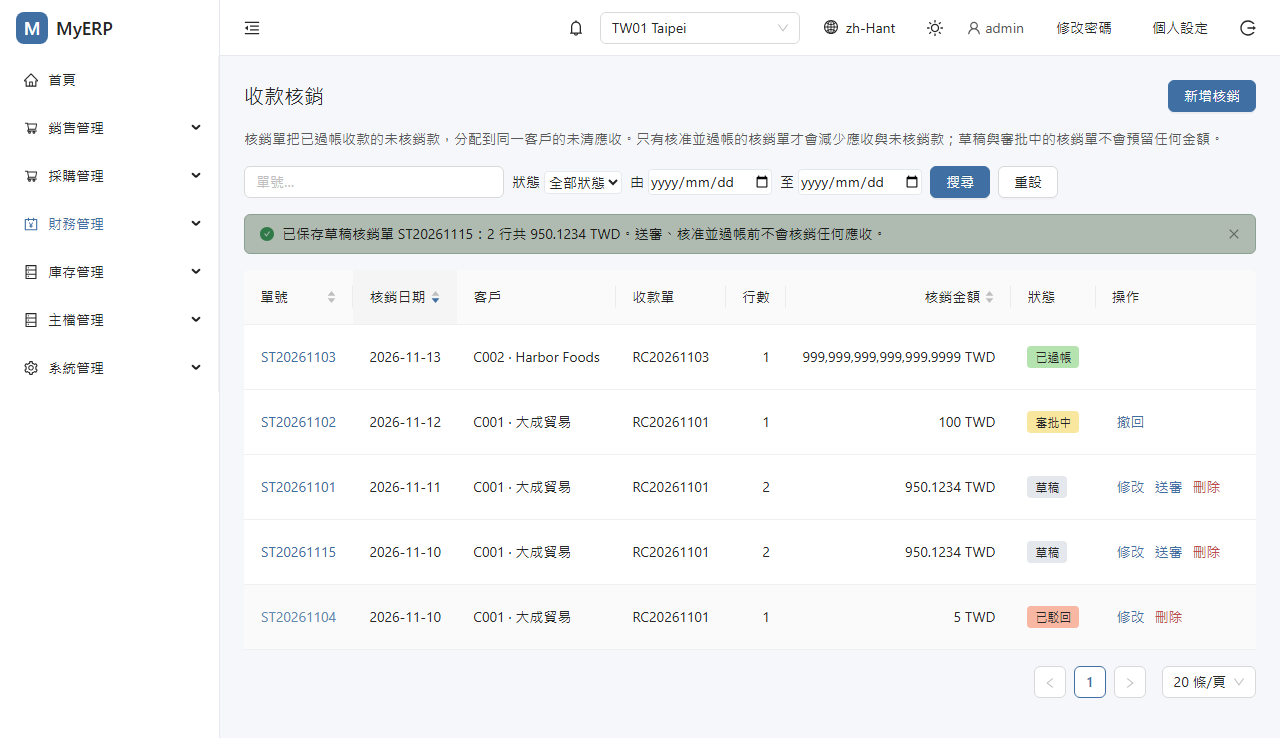 M MyERP
TW01 Taipei
zh-Hant
admin
修改密碼
個人設定
首頁
銷售管理
採購管理
財務管理
庫存管理
主檔管理
系統管理
收款核銷
新增核銷
核銷單把已過帳收款的未核銷款，分配到同一客戶的未清應收。只有核准並過帳的核銷單才會減少應收與未核銷款；草稿與審批中的核銷單不會預留任何金額。
單號... 狀態 全部狀態 由 yyyy/mm/dd 至 yyyy/mm/dd 搜尋 重設
已保存草稿核銷單 ST20261115：2 行共 950.1234 TWD。送審、核准並過帳前不會核銷任何應收。
單號 核銷日期 客戶 收款單 行數 核銷金額 狀態 操作
ST20261103 2026-11-13 C002 · Harbor Foods RC20261103 1 999,999,999,999,999.9999 TWD 已過帳
ST20261102 2026-11-12 C001 · 大成貿易 RC20261101 1 100 TWD 審批中 撤回
ST20261101 2026-11-11 C001 · 大成貿易 RC20261101 2 950.1234 TWD 草稿 修改 送審 刪除
ST20261115 2026-11-10 C001 · 大成貿易 RC20261101 2 950.1234 TWD 草稿 修改 送審 刪除
ST20261104 2026-11-10 C001 · 大成貿易 RC20261101 1 5 TWD 已駁回 修改 刪除
1
20 條/頁